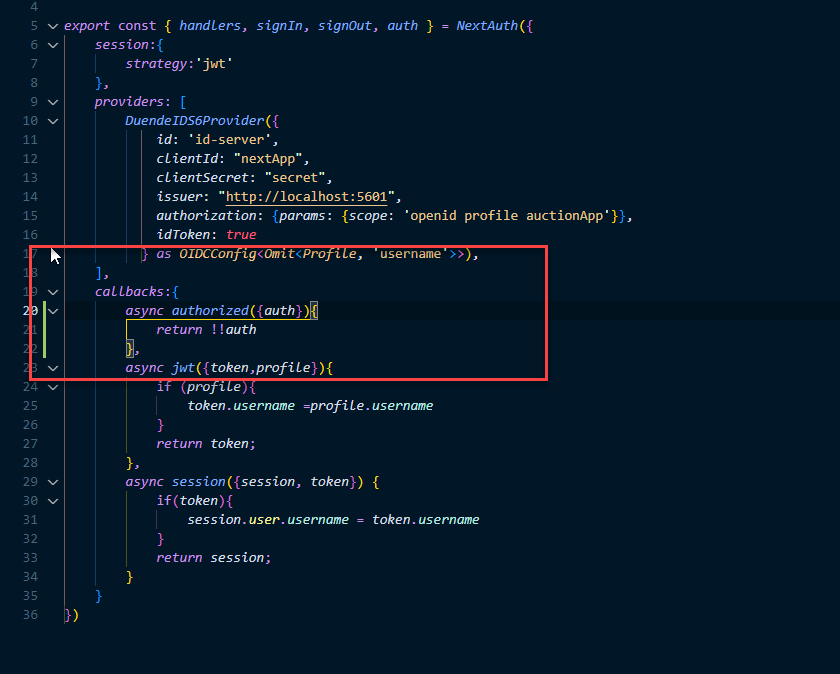 4
5 export const { handlers, signIn, signOut, auth } = NextAuth({
6 session:{
7 strategy:'jwt'
8 },
9 providers: [
10 DuendeIDS6Provider({
11 id: 'id-server',
12 clientId: "nextApp",
13 clientSecret: "secret",
14 issuer: "http://localhost:5601",
15 authorization: {params: {scope: 'openid profile auctionApp'}},
16 idToken: true
17 } as OIDCConfig<Omit<Profile, 'username'>>),
18 ],
19 callbacks:{
20 async authorized({auth}){
21 return !!auth
22 },
23 async jwt({token,profile}){
24 if (profile){
25 token.username =profile.username
26 }
27 return token;
28 },
29 async session({session, token}) {
30 if(token){
31 session.user.username = token.username
32 }
33 return session;
34 }
35 }
36 })